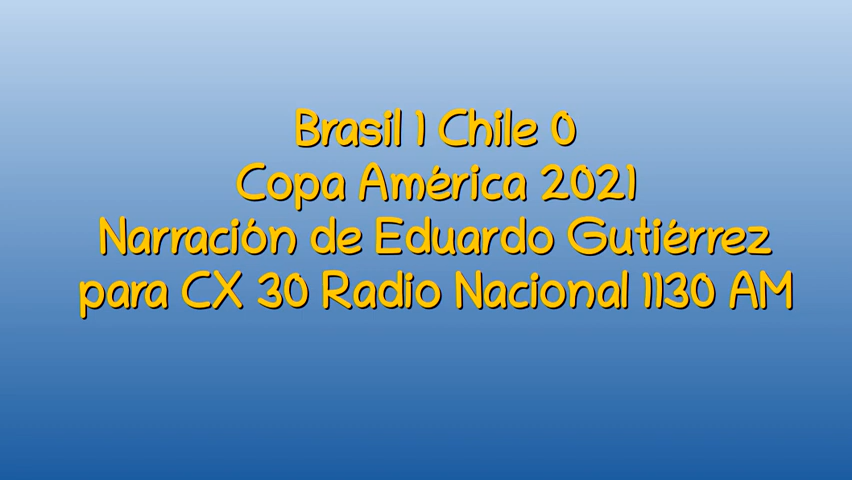 Brasil 1 Chile 0
Copa América 2021
Narración de Eduardo Gutiérrez
para CX 30 Radio Nacional 1130 AM